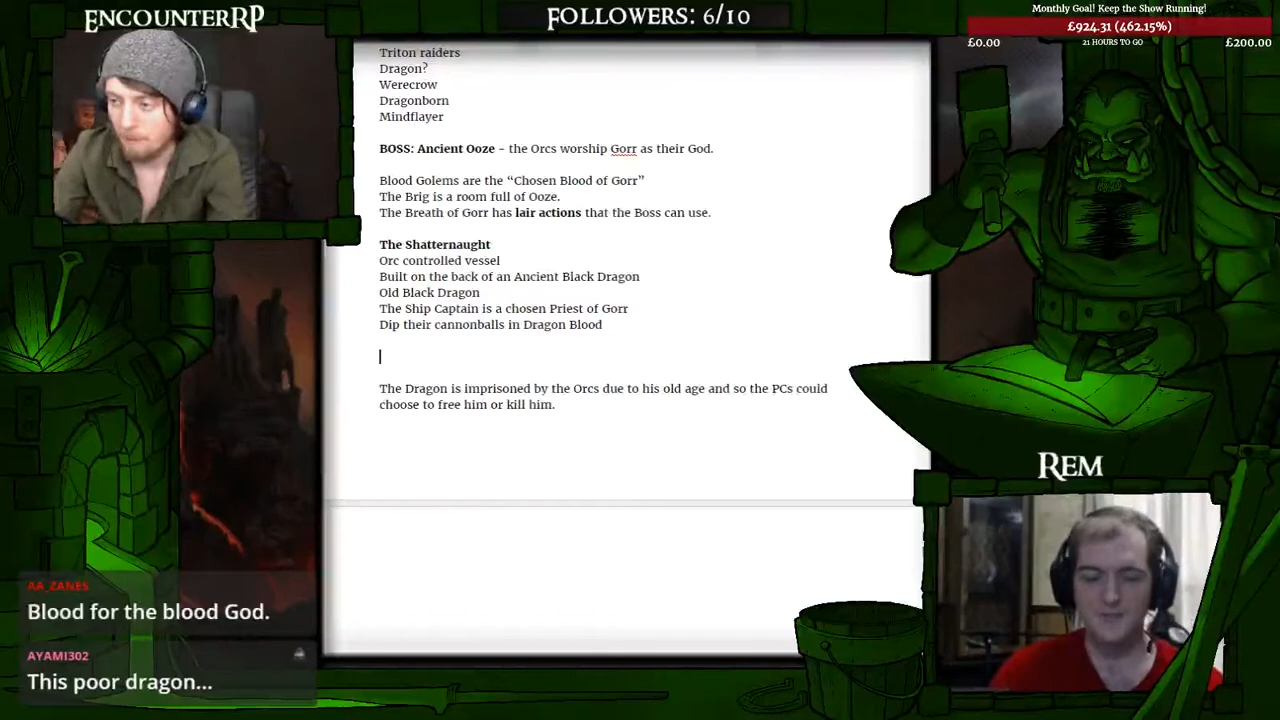 EncounterRP
Followers: 6/10
Monthly Goal! Keep the Show Running!
£924.31 (462.15%)
£0.00
21 HOURS TO GO
£200.00
Triton raiders
Dragon?
Werecrow
Dragonborn
Mindflayer
BOSS: Ancient Ooze - the Orcs worship Gorr as their God.
Blood Golems are the “Chosen Blood of Gorr”
The Brig is a room full of Ooze.
The Breath of Gorr has lair actions that the Boss can use.
The Shatternaught
Orc controlled vessel
Built on the back of an Ancient Black Dragon
Old Black Dragon
The Ship Captain is a chosen Priest of Gorr
Dip their cannonballs in Dragon Blood
The Dragon is imprisoned by the Orcs due to his old age and so the PCs could
choose to free him or kill him.
Rem
AA_ZANES
Blood for the blood God.
AYAMI302
This poor dragon...